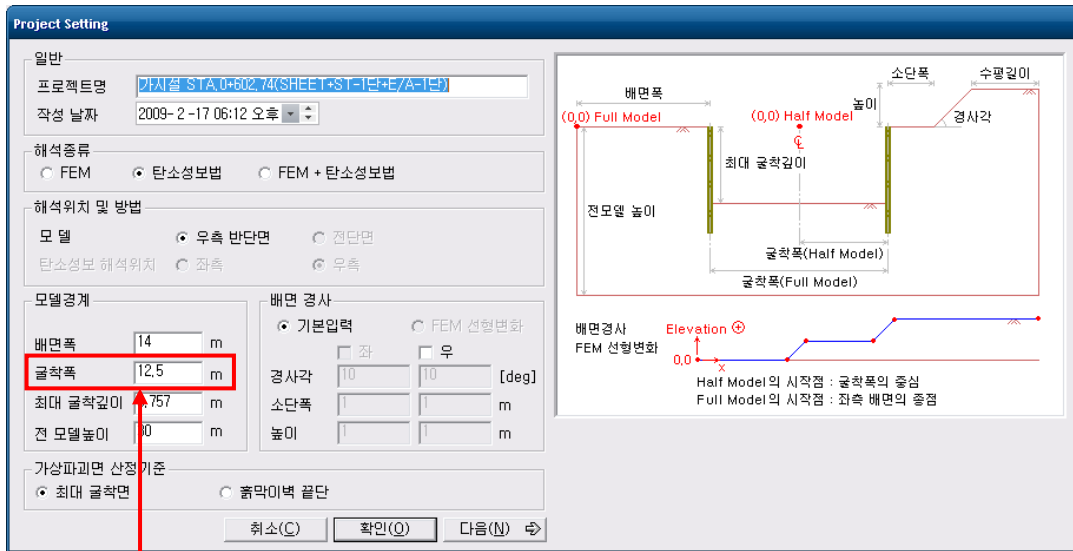 Project Setting
일반
프로젝트명 가시설 STA.0+602.74(SHEET+ST-1단+E/A-1단)
작성 날짜 2009- 2 -17 06:12 오후
해석종류
FEM 탄소성보법 FEM + 탄소성보법
해석위치 및 방법
모 델 우측 반단면 전단면
탄소성보 해석위치 좌측 우측
모델경계
배면폭 14 m
굴착폭 12.5 m
최대 굴착깊이 ,757 m
전 모델높이 30 m
배면 경사
기본입력 FEM 선형변화
좌 우
경사각 10 10 [deg]
소단폭 1 1 m
높이 1 1 m
가상파괴면 산정기준
최대 굴착면 흙막이벽 끝단
취소(C) 확인(O) 다음(N)
소단폭 수평길이
배면폭 높이
(0,0) Full Model (0,0) Half Model 경사각
최대 굴착깊이
전모델 높이
굴착폭(Half Model)
굴착폭(Full Model)
배면경사 Elevation
FEM 선형변화
0,0 x
Half Model의 시작점 : 굴착폭의 중심
Full Model의 시작점 : 좌측 배면의 종점